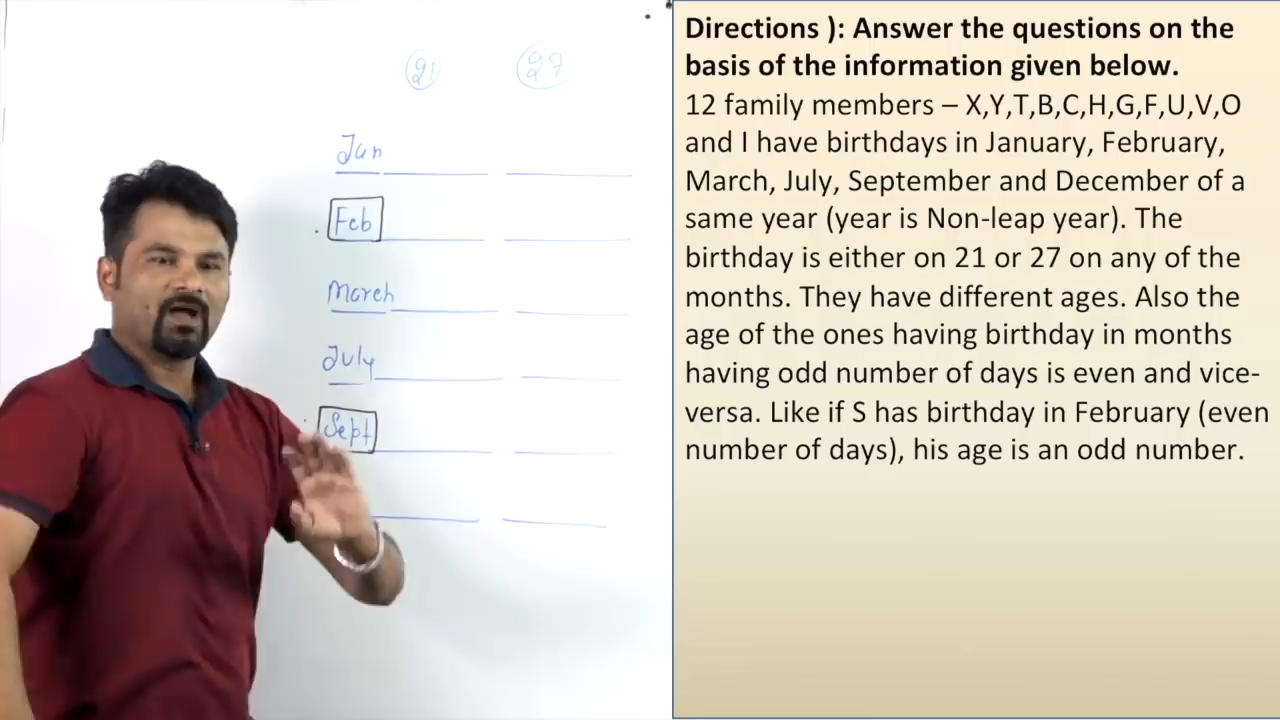 21 27
Jan
Feb
March
July
Sept
Directions ): Answer the questions on the
basis of the information given below.
12 family members – X,Y,T,B,C,H,G,F,U,V,O
and I have birthdays in January, February,
March, July, September and December of a
same year (year is Non-leap year). The
birthday is either on 21 or 27 on any of the
months. They have different ages. Also the
age of the ones having birthday in months
having odd number of days is even and vice-
versa. Like if S has birthday in February (even
number of days), his age is an odd number.